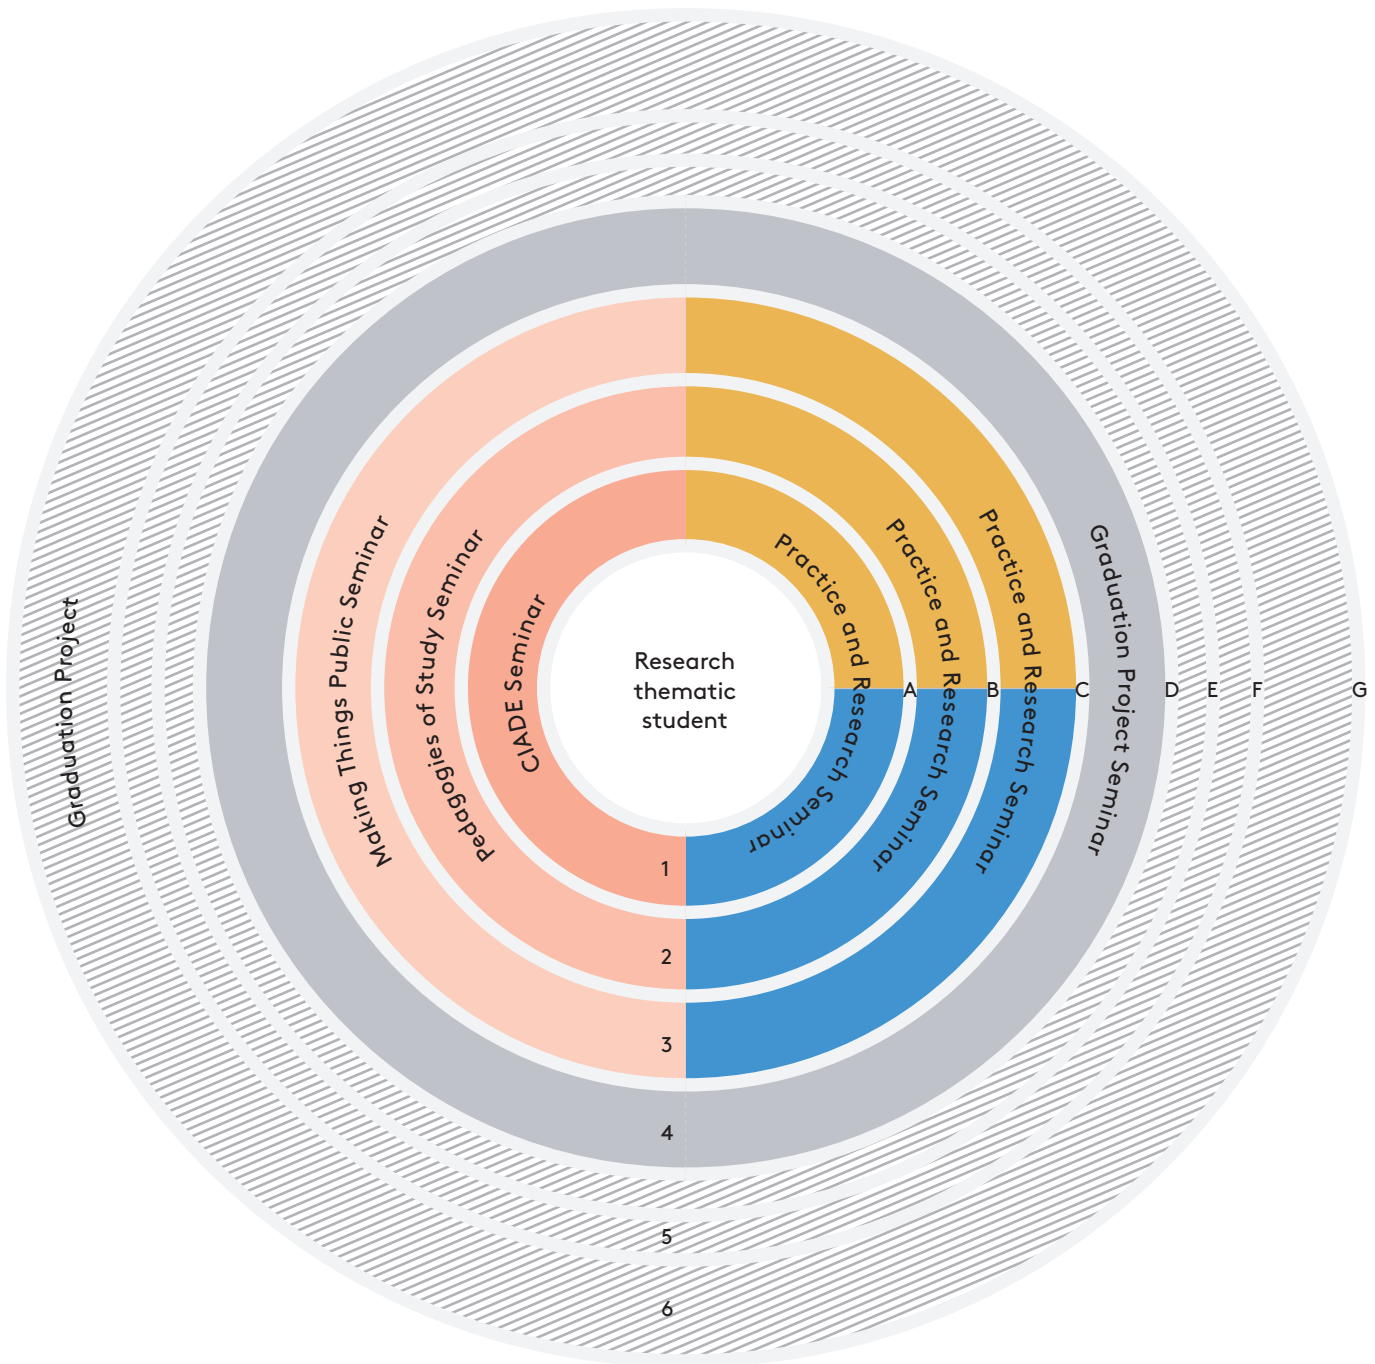 Graduation Project
Making Things Public Seminar
Pedagogies of Study Seminar
CIADE Seminar
Research
thematic
student
Practice and Research Seminar
Practice and Research Seminar
Practice and Research Seminar
Graduation Project Seminar
A
B
C
D
E
F
G
1
2
3
4
5
6